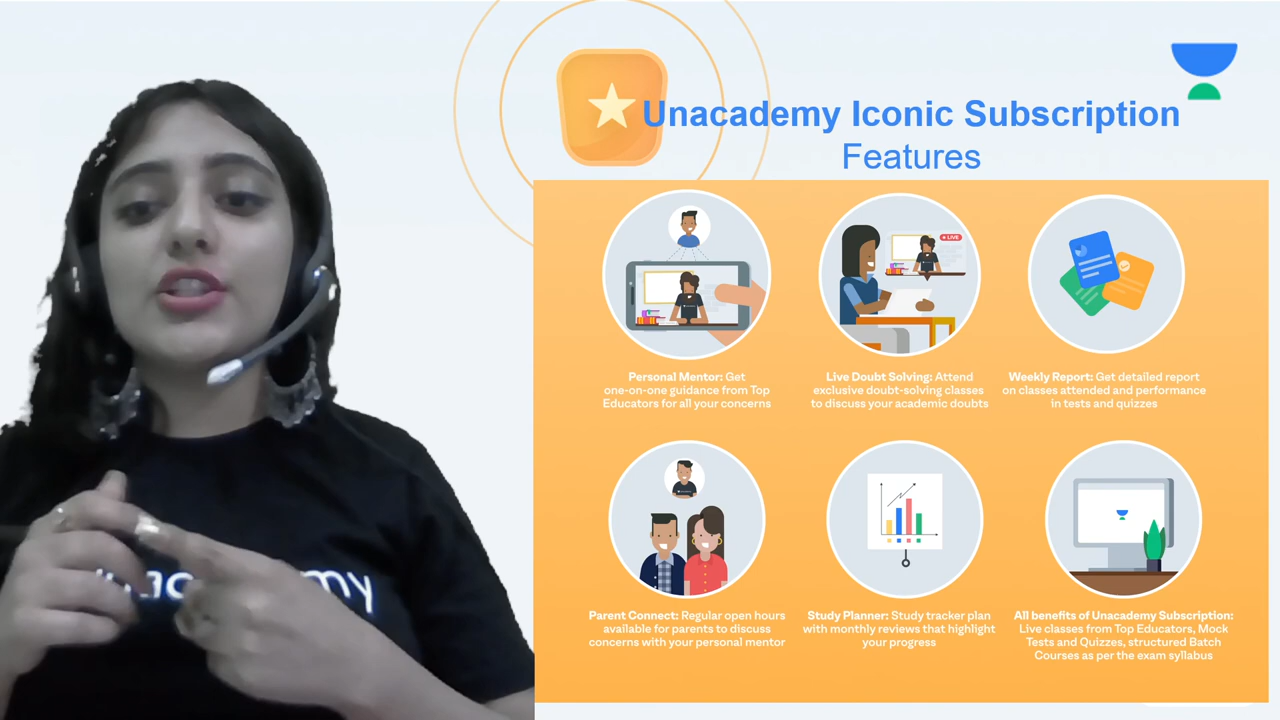 Unacademy Iconic Subscription
Features
LIVE
Personal Mentor: Get
one-on-one guidance from Top
Educators for all your concerns
Live Doubt Solving: Attend
exclusive doubt-solving classes
to discuss your academic doubts
Weekly Report: Get detailed report
on classes attended and performance
in tests and quizzes
Parent Connect: Regular open hours
available for parents to discuss
concerns with your personal mentor
Study Planner: Study tracker plan
with monthly reviews that highlight
your progress
All benefits of Unacademy Subscription:
Live classes from Top Educators, Mock
Tests and Quizzes, structured Batch
Courses as per the exam syllabus